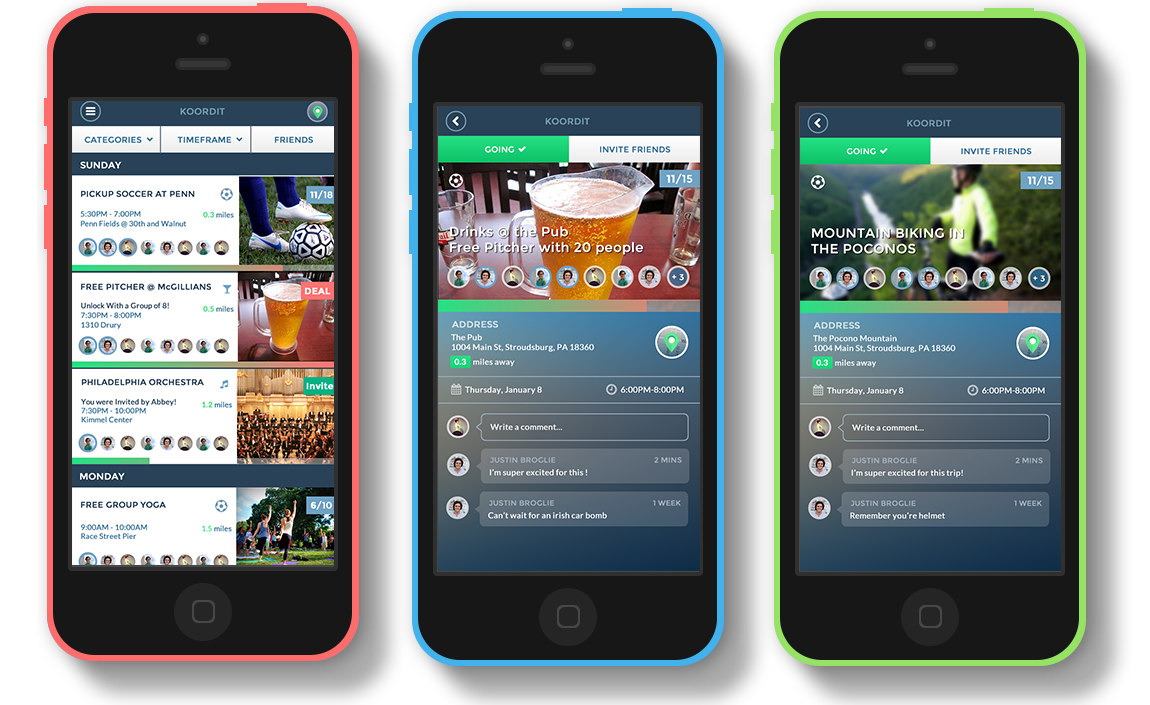 KOORDIT
CATEGORIES
TIMEFRAME
FRIENDS
SUNDAY
PICKUP SOCCER AT PENN
11/18
5:30PM - 7:00PM
0.3 miles
Penn Fields @ 30th and Walnut
FREE PITCHER @ McGILLIANS
DEAL
Unlock With a Group of 8!
0.5 miles
7:30PM - 8:00PM
1310 Drury
PHILADELPHIA ORCHESTRA
Invite
You were Invited by Abbey!
1.2 miles
7:30PM - 10:00PM
Kimmel Center
MONDAY
FREE GROUP YOGA
6/10
9:00AM - 10:00AM
1.5 miles
Race Street Pier
KOORDIT
GOING
INVITE FRIENDS
11/15
Drinks @ the Pub
Free Pitcher with 20 people
+ 3
ADDRESS
The Pub
1004 Main St, Stroudsburg, PA 18360
0.3 miles away
Thursday, January 8
6:00PM-8:00PM
Write a comment...
JUSTIN BROGLIE
2 MINS
I'm super excited for this !
JUSTIN BROGLIE
1 WEEK
Can't wait for an irish car bomb
KOORDIT
GOING
INVITE FRIENDS
11/15
MOUNTAIN BIKING IN
THE POCONOS
+ 3
ADDRESS
The Pocono Mountain
1004 Main St, Stroudsburg, PA 18360
0.3 miles away
Thursday, January 8
6:00PM-8:00PM
Write a comment...
JUSTIN BROGLIE
2 MINS
I'm super excited for this trip!
JUSTIN BROGLIE
1 WEEK
Remember you're helmet